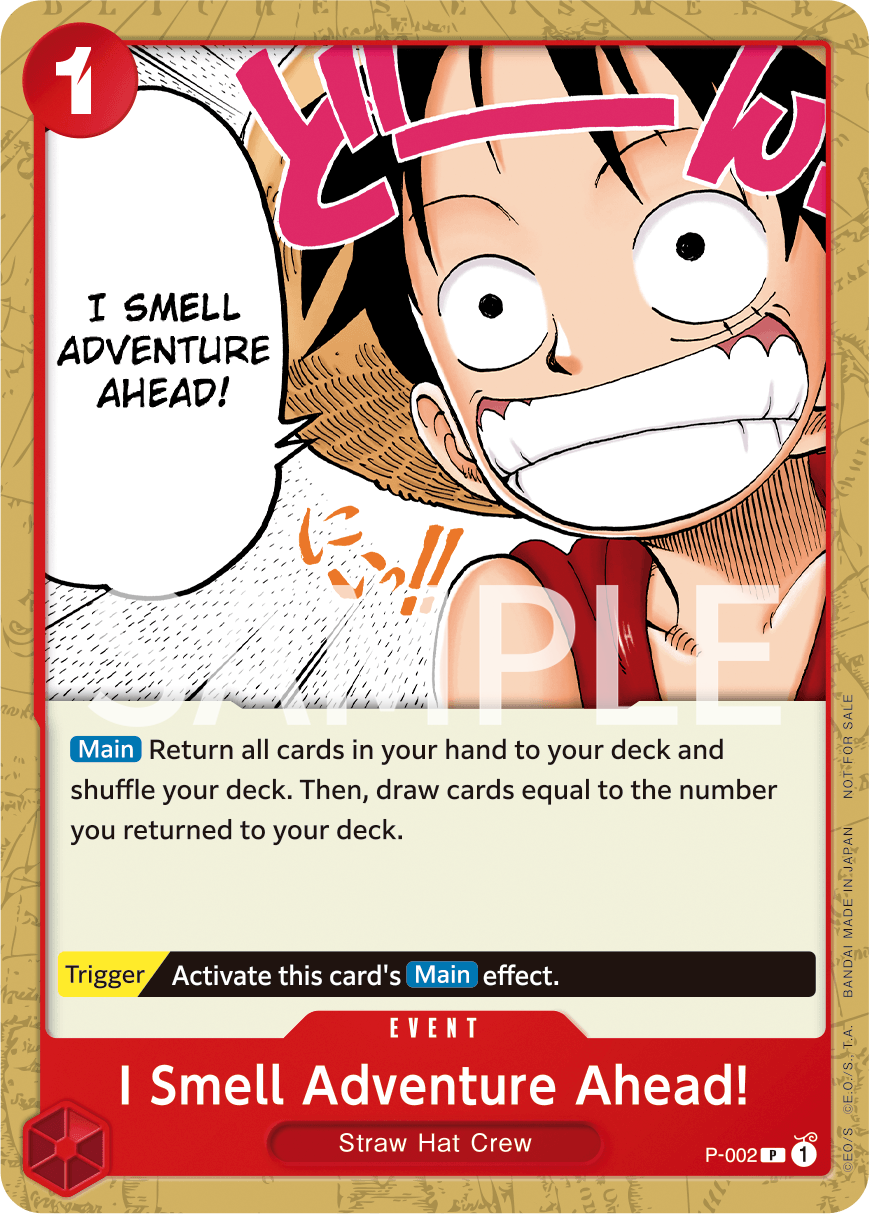 1
どーん
I SMELL
ADVENTURE
AHEAD!
にぃっ!!
SAMPLE
Main Return all cards in your hand to your deck and
shuffle your deck. Then, draw cards equal to the number
you returned to your deck.
Trigger Activate this card's Main effect.
EVENT
I Smell Adventure Ahead!
Straw Hat Crew
P-002 P 1
©EO/S ©E.O./S., T.A. BANDAI MADE IN JAPAN NOT FOR SALE